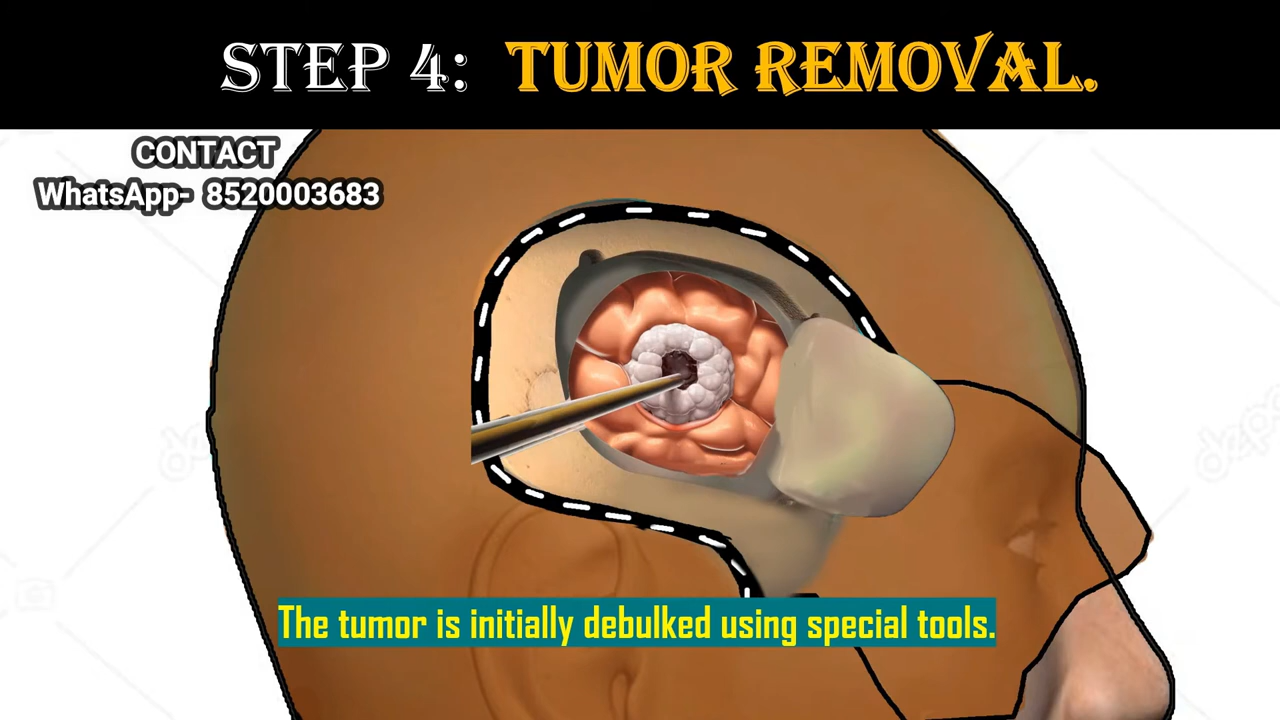 STEP 4: TUMOR REMOVAL.
CONTACT
WhatsApp- 8520003683
The tumor is initially debulked using special tools.